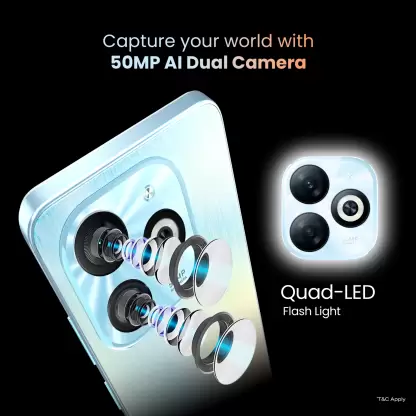 Capture your world with
50MP AI Dual Camera
Quad-LED
Flash Light
*T&C Apply